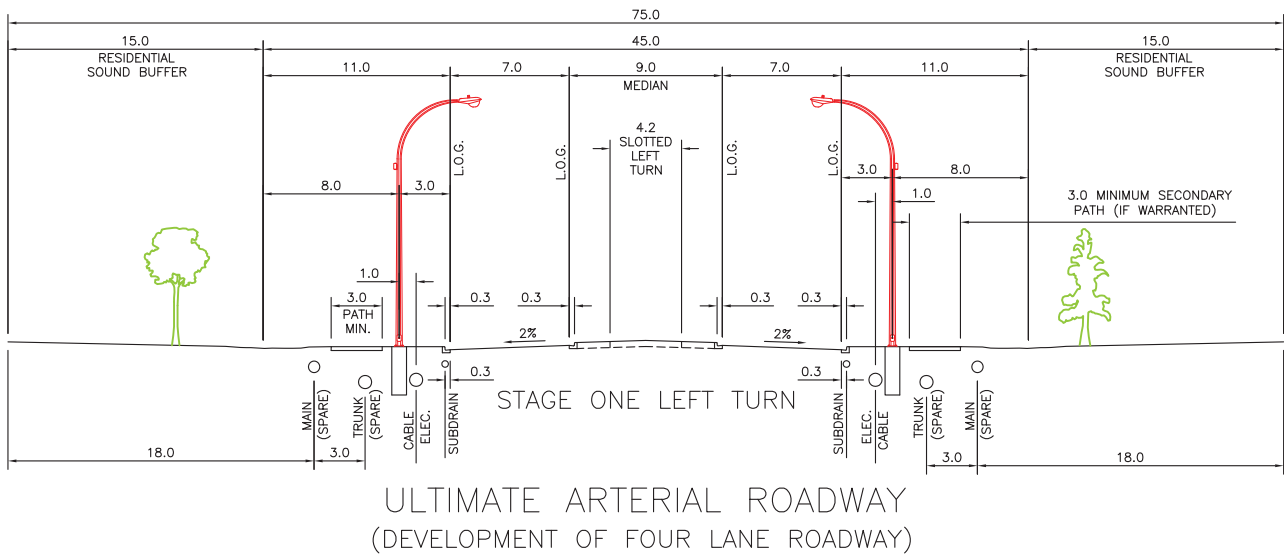 75.0
15.0 45.0 15.0
RESIDENTIAL
SOUND BUFFER
RESIDENTIAL
SOUND BUFFER
11.0 7.0 9.0 7.0 11.0
MEDIAN
4.2
SLOTTED
LEFT
TURN
L.O.G.
L.O.G.
L.O.G.
L.O.G.
8.0 3.0 3.0 8.0
1.0
3.0 MINIMUM SECONDARY
PATH (IF WARRANTED)
1.0
3.0
PATH
MIN.
0.3 0.3 0.3 0.3
2% 2%
0.3 0.3
STAGE ONE LEFT TURN
MAIN
(SPARE)
TRUNK
(SPARE)
CABLE
ELEC.
SUBDRAIN
SUBDRAIN
ELEC.
CABLE
TRUNK
(SPARE)
MAIN
(SPARE)
18.0 3.0 3.0 18.0
ULTIMATE ARTERIAL ROADWAY
(DEVELOPMENT OF FOUR LANE ROADWAY)